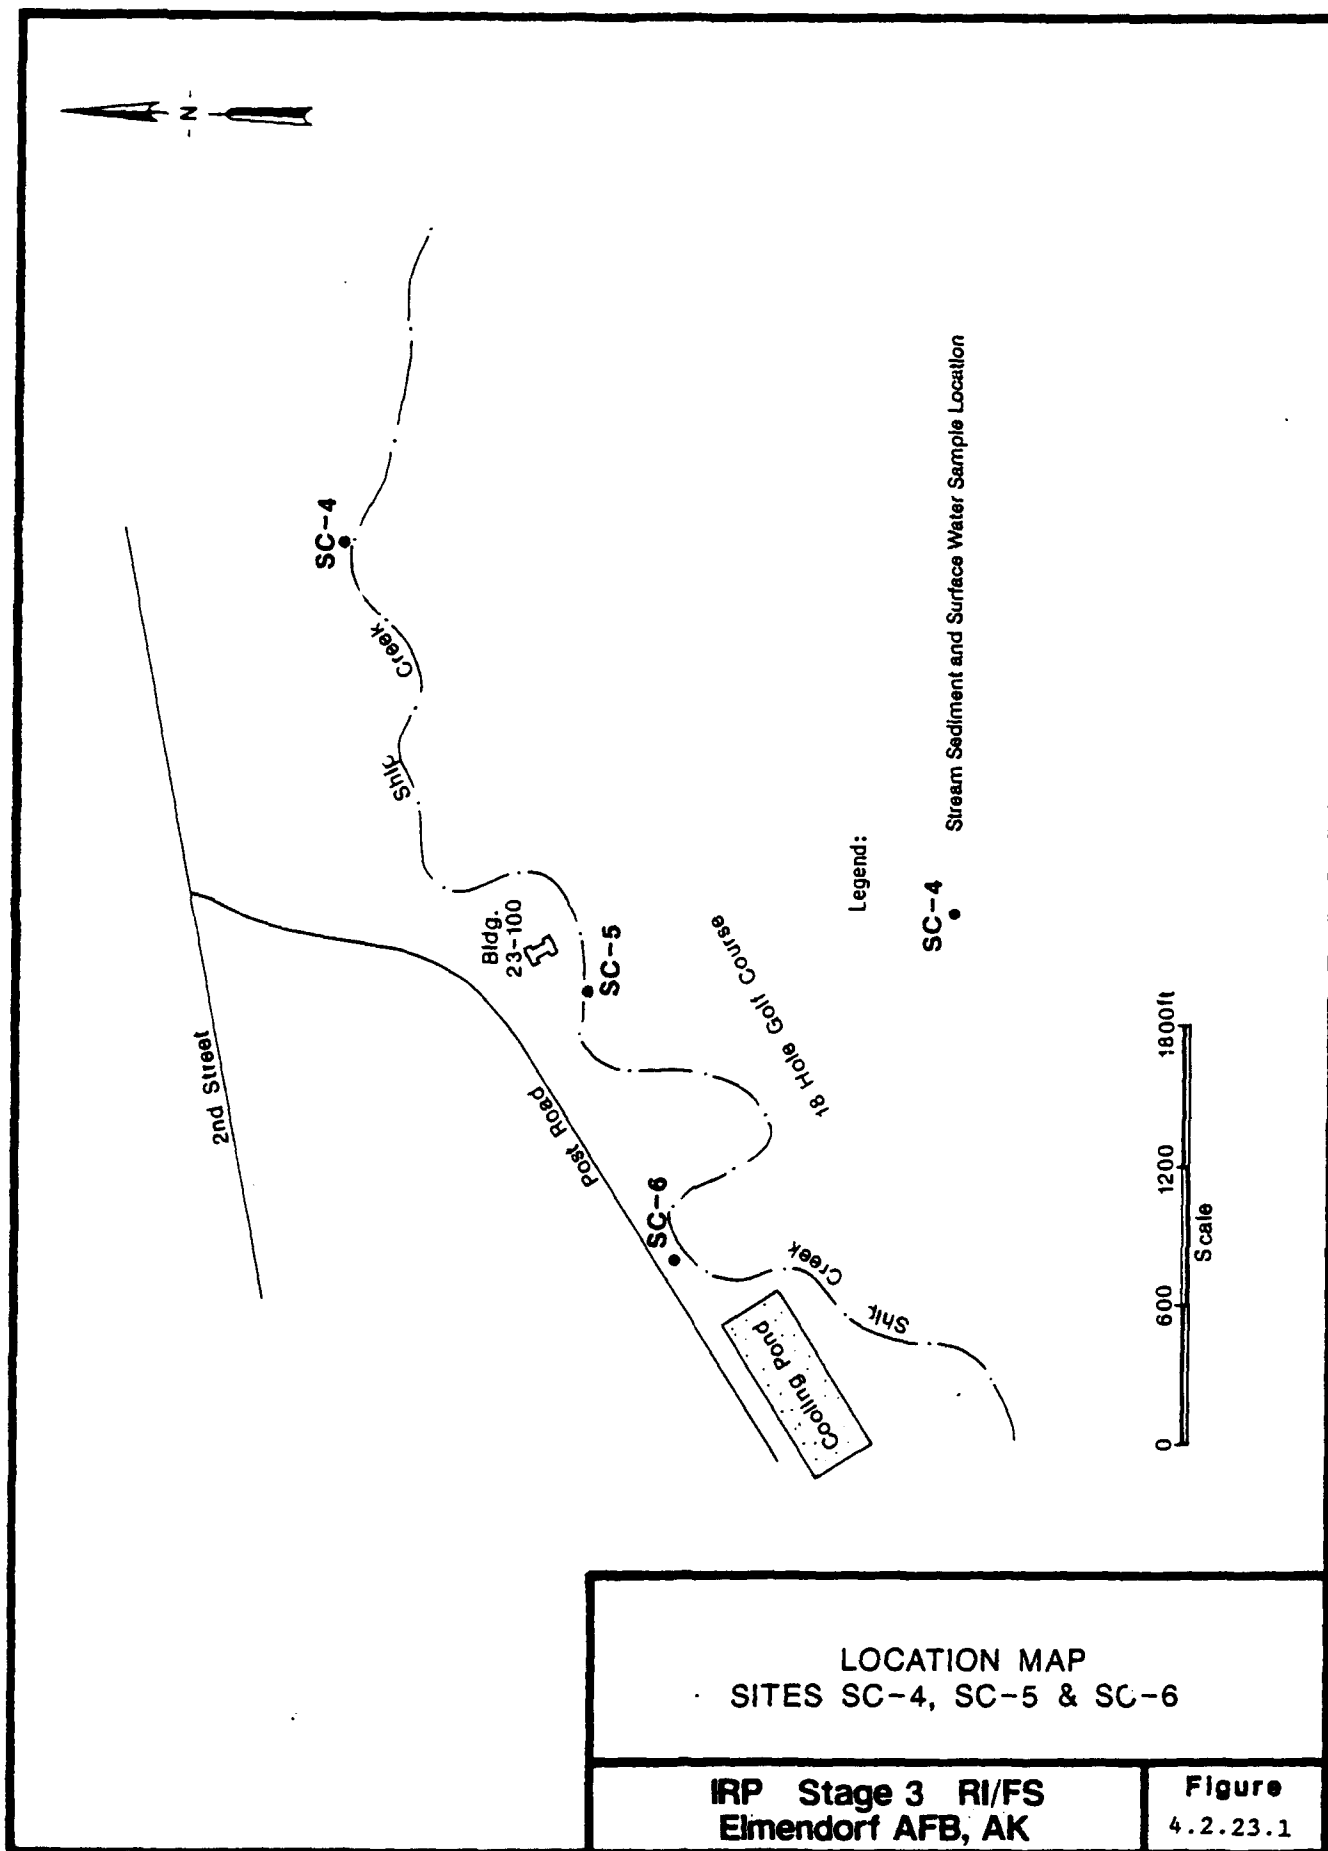 - N -
2nd Street
Post Road
SC-4
Ship Creek
Bldg.
23-100
SC-5
18 Hole Golf Course
SC-6
Cooling Pond
Ship Creek
Legend:
SC-4
Stream Sediment and Surface Water Sample Location
0 600 1200 1800ft
Scale
LOCATION MAP
SITES SC-4, SC-5 & SC-6
IRP Stage 3 RI/FS
Elmendorf AFB, AK
Figure
4.2.23.1